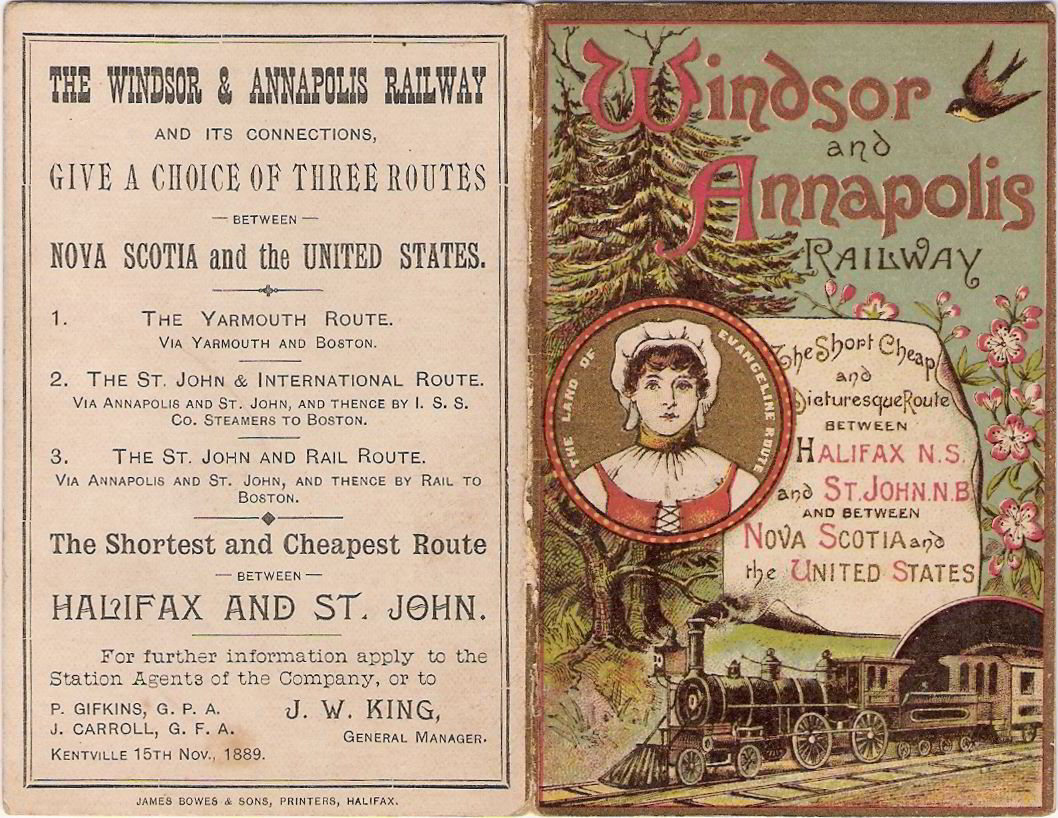 THE WINDSOR & ANNAPOLIS RAILWAY
AND ITS CONNECTIONS,
GIVE A CHOICE OF THREE ROUTES
— BETWEEN —
NOVA SCOTIA and the UNITED STATES.
1. THE YARMOUTH ROUTE.
VIA YARMOUTH AND BOSTON.
2. THE ST. JOHN & INTERNATIONAL ROUTE.
VIA ANNAPOLIS AND ST. JOHN, AND THENCE BY I. S. S.
CO. STEAMERS TO BOSTON.
3. THE ST. JOHN AND RAIL ROUTE.
VIA ANNAPOLIS AND ST. JOHN, AND THENCE BY RAIL TO
BOSTON.
The Shortest and Cheapest Route
— BETWEEN —
HALIFAX AND ST. JOHN.
For further information apply to the
Station Agents of the Company, or to
P. GIFKINS, G. P. A.
J. CARROLL, G. F. A.
J. W. KING,
GENERAL MANAGER.
KENTVILLE 15TH NOV., 1889.
JAMES BOWES & SONS, PRINTERS, HALIFAX.
Windsor
and
Annapolis
RAILWAY
THE LAND OF EVANGELINE ROUTE
The Short Cheap
and
Picturesque Route
BETWEEN
HALIFAX N.S.
and ST. JOHN. N.B
AND BETWEEN
NOVA SCOTIA and
the UNITED STATES